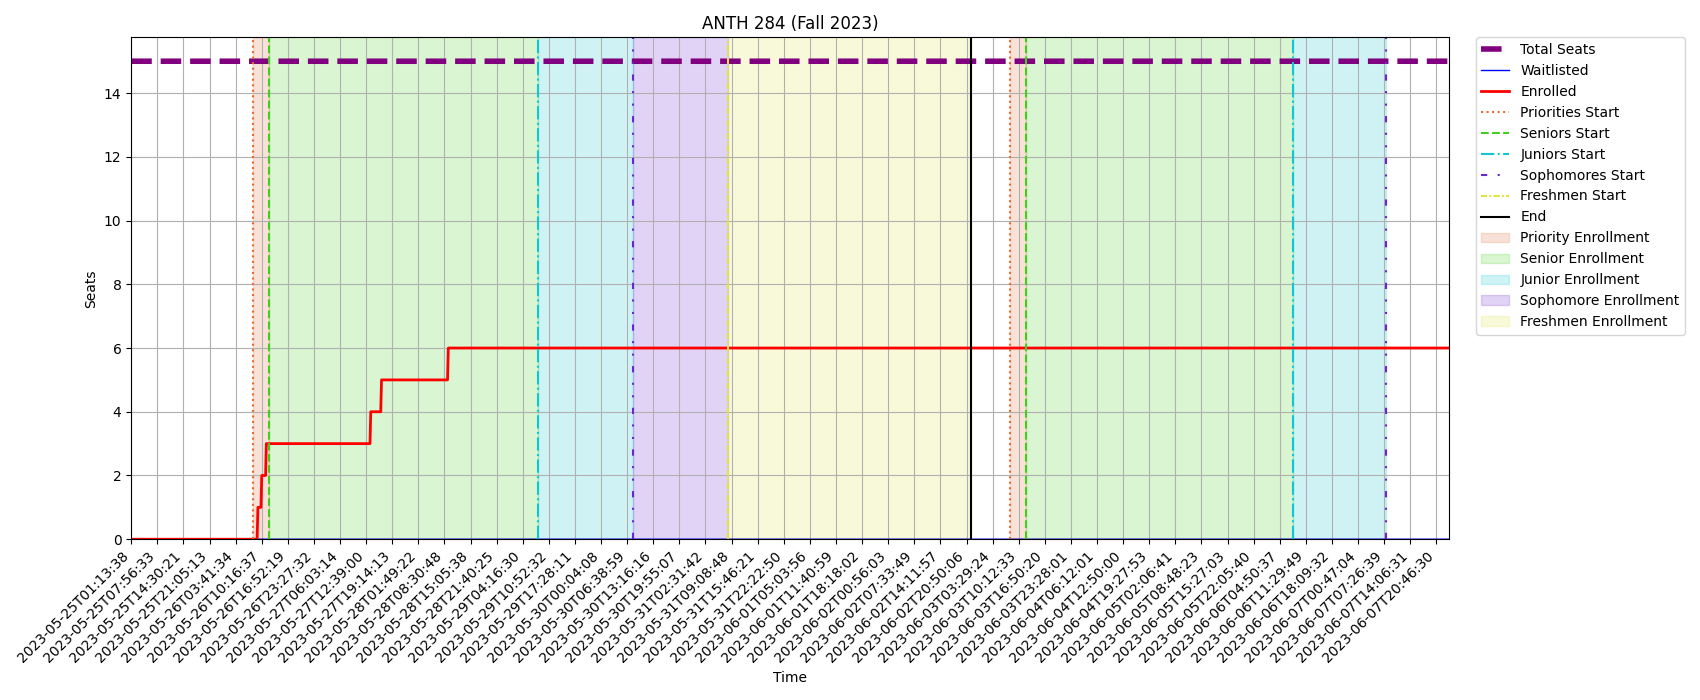 ANTH 284 (Fall 2023)
Seats
14
12
10
8
6
4
2
0
2023-05-25T01:13:38
2023-05-25T07:56:33
2023-05-25T14:30:21
2023-05-25T21:05:13
2023-05-26T03:41:34
2023-05-26T10:16:37
2023-05-26T16:52:19
2023-05-26T23:27:32
2023-05-27T06:03:14
2023-05-27T12:39:00
2023-05-27T19:14:13
2023-05-28T01:49:22
2023-05-28T08:30:48
2023-05-28T15:05:38
2023-05-28T21:40:25
2023-05-29T04:16:30
2023-05-29T10:52:32
2023-05-29T17:28:11
2023-05-30T00:04:08
2023-05-30T06:38:59
2023-05-30T13:16:16
2023-05-30T19:55:07
2023-05-31T02:31:42
2023-05-31T09:08:48
2023-05-31T15:46:21
2023-05-31T22:22:50
2023-06-01T05:03:56
2023-06-01T11:40:59
2023-06-01T18:18:02
2023-06-02T00:56:03
2023-06-02T07:33:49
2023-06-02T14:11:57
2023-06-02T20:50:06
2023-06-03T03:29:24
2023-06-03T10:12:33
2023-06-03T16:50:20
2023-06-03T23:28:01
2023-06-04T06:12:01
2023-06-04T12:50:00
2023-06-04T19:27:53
2023-06-05T02:06:41
2023-06-05T08:48:23
2023-06-05T15:27:03
2023-06-05T22:05:40
2023-06-06T04:50:37
2023-06-06T11:29:49
2023-06-06T18:09:32
2023-06-07T00:47:04
2023-06-07T07:26:39
2023-06-07T14:06:31
2023-06-07T20:46:30
Time
Total Seats
Waitlisted
Enrolled
Priorities Start
Seniors Start
Juniors Start
Sophomores Start
Freshmen Start
End
Priority Enrollment
Senior Enrollment
Junior Enrollment
Sophomore Enrollment
Freshmen Enrollment